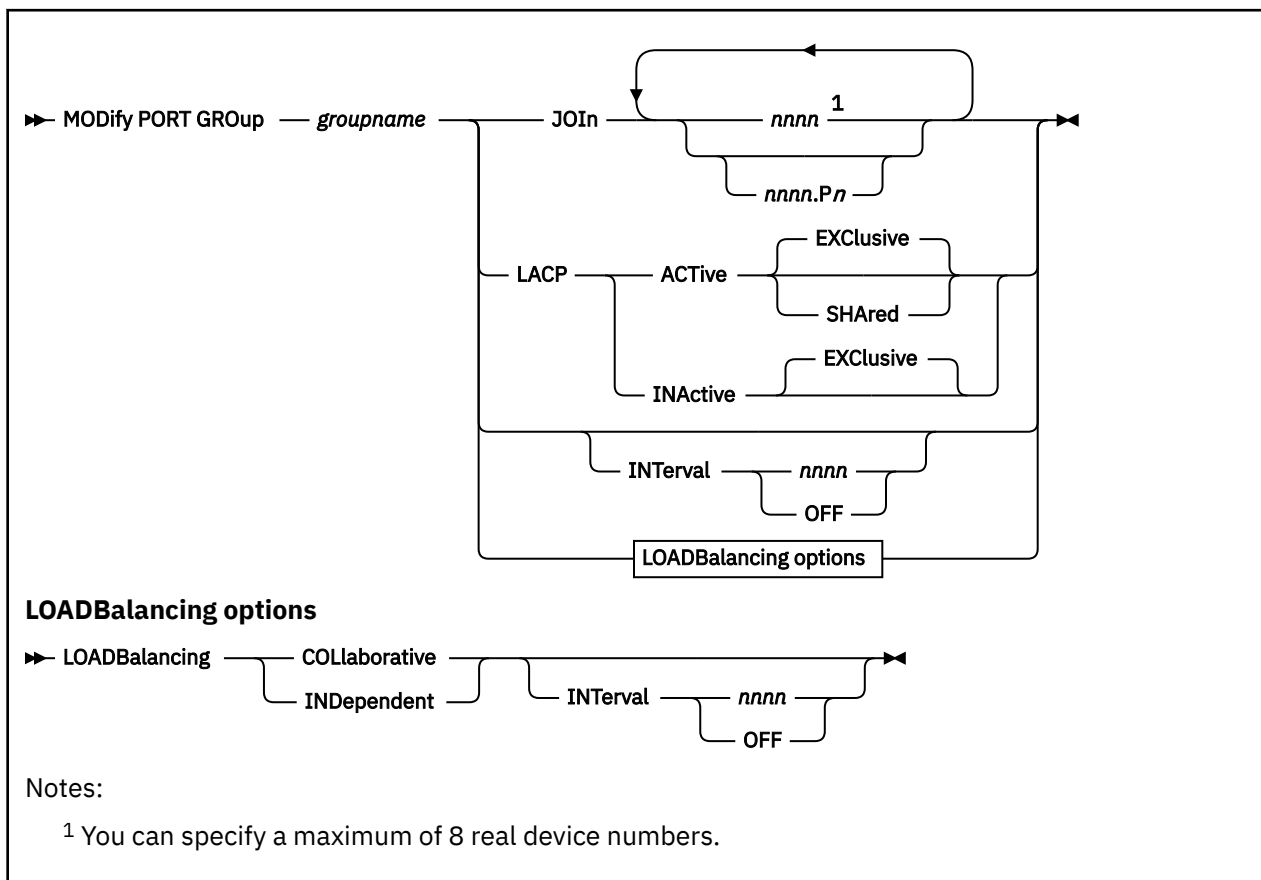 1
MODify PORT GROup groupname JOIn nnnn
nnnn.Pn
EXClusive
LACP ACTive
SHAred
EXClusive
INActive
INTerval nnnn
OFF
LOADBalancing options
LOADBalancing options
LOADBalancing COLlaborative
INDependent INTerval nnnn
OFF
Notes:
1 You can specify a maximum of 8 real device numbers.